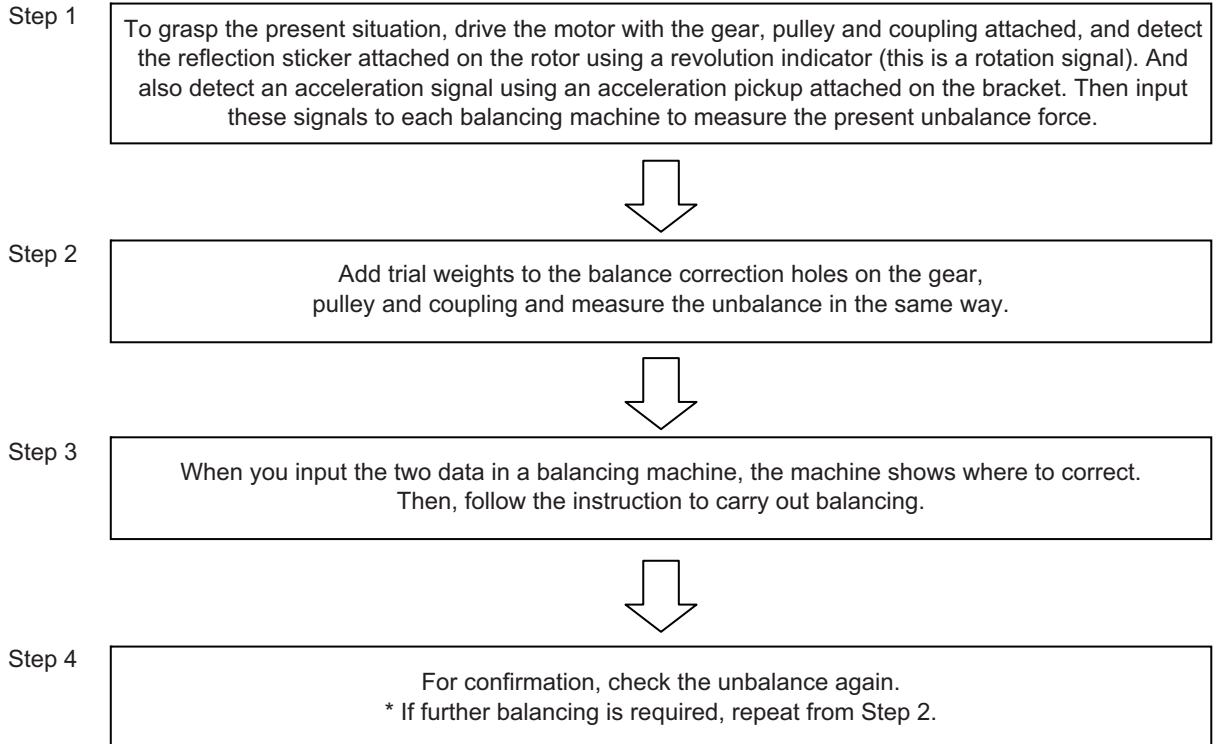 Step 1
To grasp the present situation, drive the motor with the gear, pulley and coupling attached, and detect
the reflection sticker attached on the rotor using a revolution indicator (this is a rotation signal). And
also detect an acceleration signal using an acceleration pickup attached on the bracket. Then input
these signals to each balancing machine to measure the present unbalance force.
Step 2
Add trial weights to the balance correction holes on the gear,
pulley and coupling and measure the unbalance in the same way.
Step 3
When you input the two data in a balancing machine, the machine shows where to correct.
Then, follow the instruction to carry out balancing.
Step 4
For confirmation, check the unbalance again.
* If further balancing is required, repeat from Step 2.